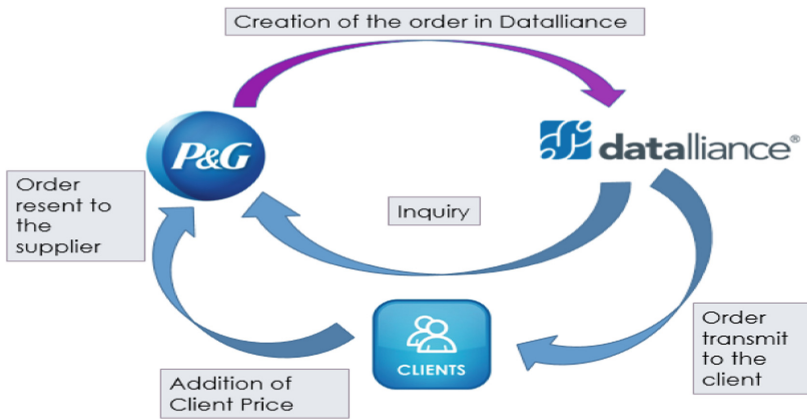 Creation of the order in Datalliance
P&G
datalliance®
Order
resent to
the
supplier
Inquiry
Order
transmit
to the
client
CLIENTS
Addition of
Client Price